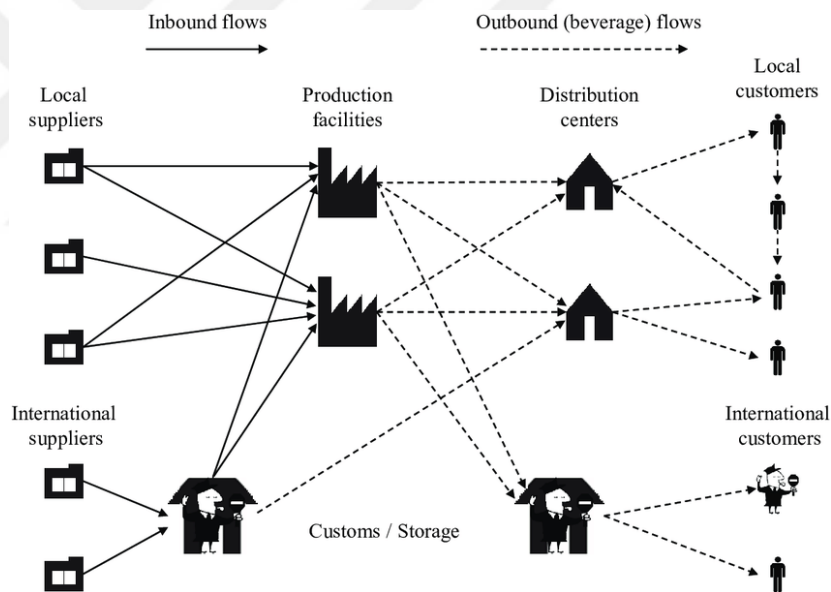 Inbound flows
Outbound (beverage) flows
Local
suppliers
Production
facilities
Distribution
centers
Local
customers
International
suppliers
Customs / Storage
International
customers